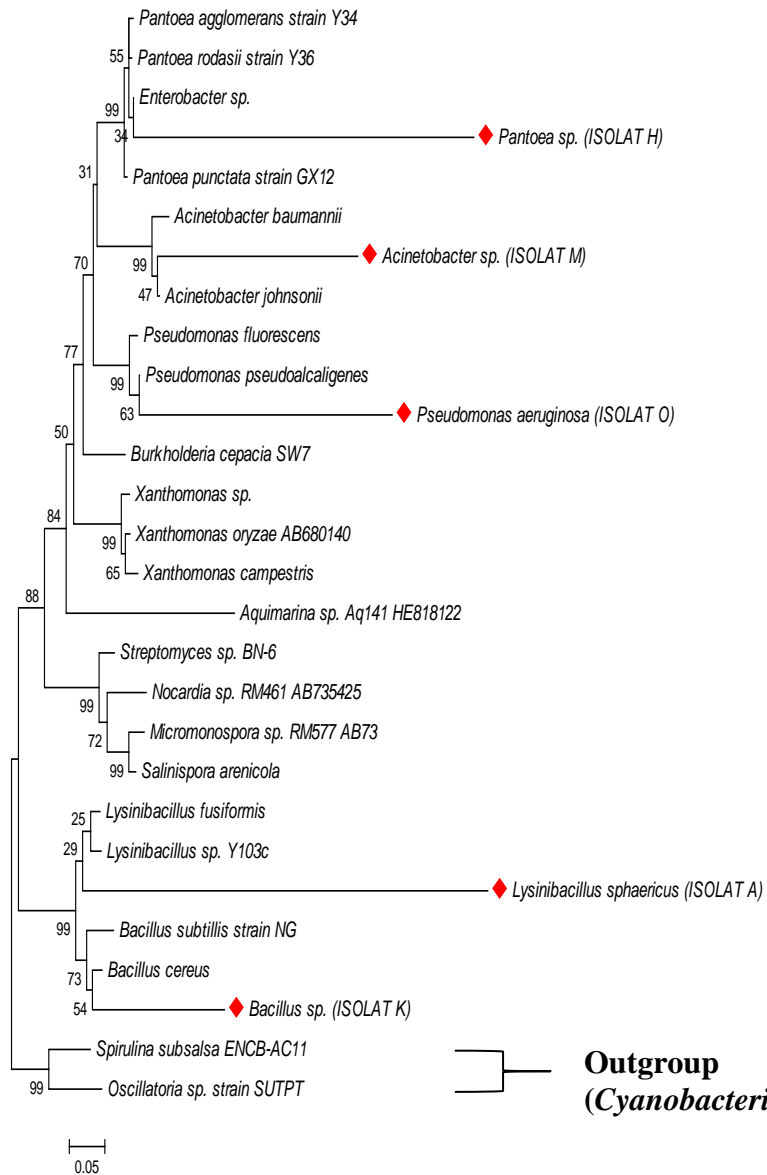 Pantoea agglomerans strain Y34
55
Pantoea rodasii strain Y36
Enterobacter sp.
99
34
Pantoea sp. (ISOLAT H)
31
Pantoea punctata strain GX12
Acinetobacter baumannii
99
Acinetobacter sp. (ISOLAT M)
70
47
Acinetobacter johnsonii
Pseudomonas fluorescens
77
99
Pseudomonas pseudoalcaligenes
63
Pseudomonas aeruginosa (ISOLAT O)
50
Burkholderia cepacia SW7
Xanthomonas sp.
84
99
Xanthomonas oryzae AB680140
65
Xanthomonas campestris
88
Aquimarina sp. Aq141 HE818122
Streptomyces sp. BN-6
99
Nocardia sp. RM461 AB735425
72
Micromonospora sp. RM577 AB73
99
Salinispora arenicola
25
Lysinibacillus fusiformis
29
Lysinibacillus sp. Y103c
Lysinibacillus sphaericus (ISOLAT A)
99
Bacillus subtillis strain NG
73
Bacillus cereus
54
Bacillus sp. (ISOLAT K)
Spirulina subsalsa ENCB-AC11
99
Oscillatoria sp. strain SUTPT
Outgroup
(Cyanobacteri
0.05